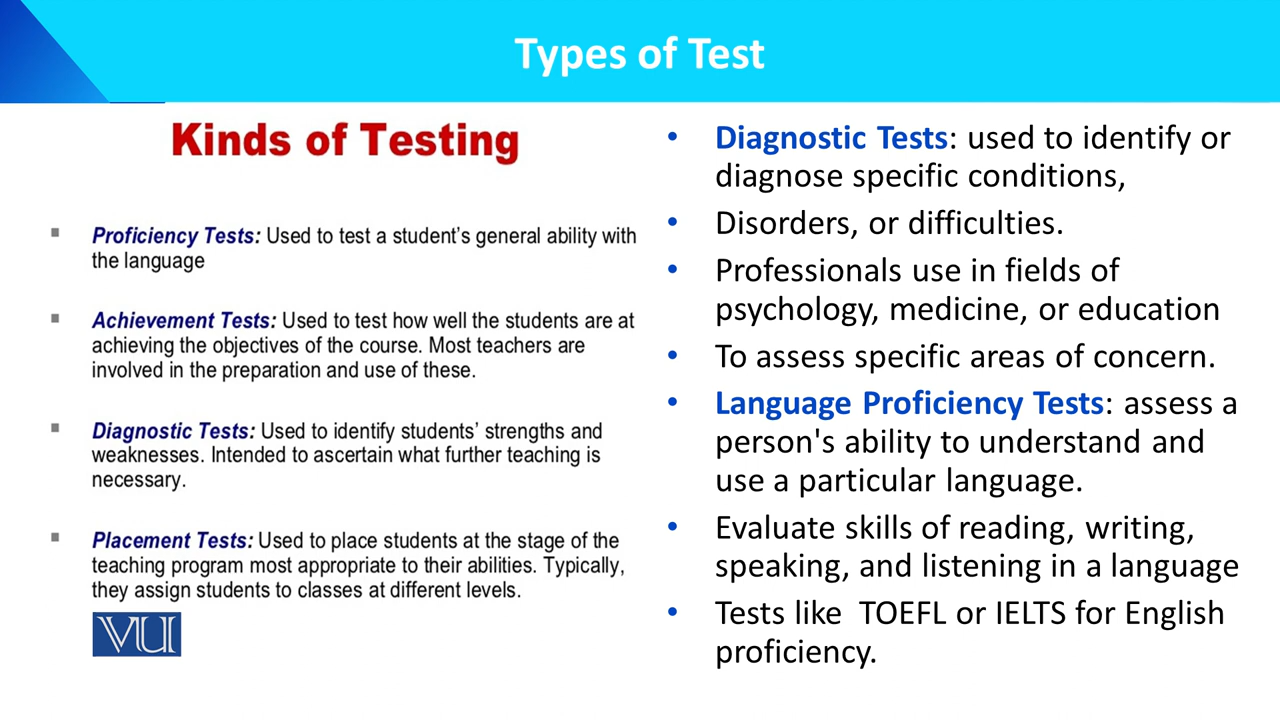 Types of Test
Kinds of Testing
▪ Proficiency Tests: Used to test a student's general ability with
the language
▪ Achievement Tests: Used to test how well the students are at
achieving the objectives of the course. Most teachers are
involved in the preparation and use of these.
▪ Diagnostic Tests: Used to identify students' strengths and
weaknesses. Intended to ascertain what further teaching is
necessary.
▪ Placement Tests: Used to place students at the stage of the
teaching program most appropriate to their abilities. Typically,
they assign students to classes at different levels.
VU
• Diagnostic Tests: used to identify or
diagnose specific conditions,
• Disorders, or difficulties.
• Professionals use in fields of
psychology, medicine, or education
• To assess specific areas of concern.
• Language Proficiency Tests: assess a
person's ability to understand and
use a particular language.
• Evaluate skills of reading, writing,
speaking, and listening in a language
• Tests like  TOEFL or IELTS for English
proficiency.